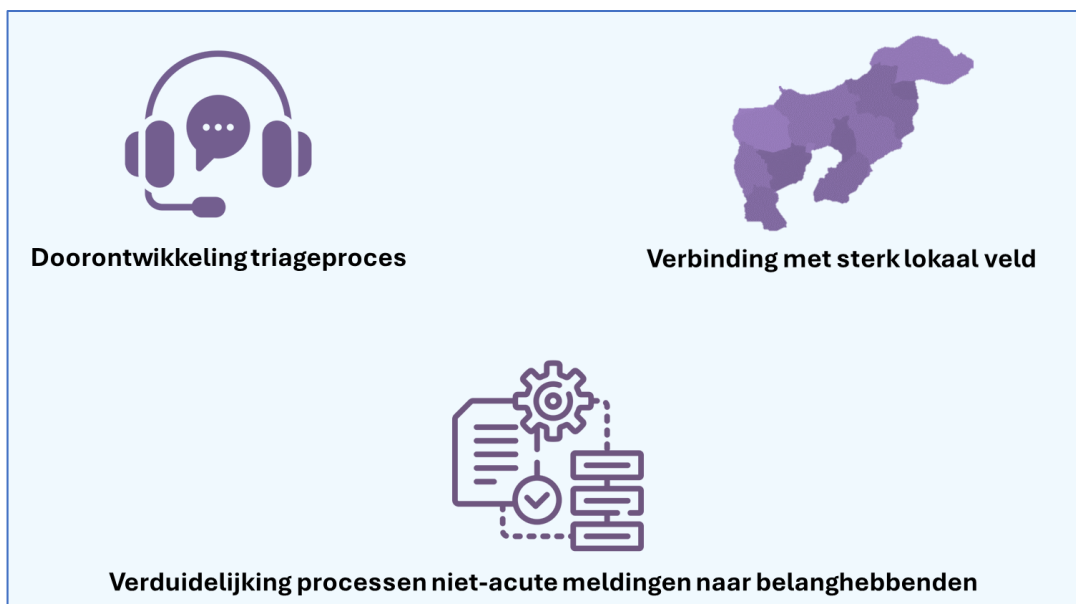 Doorontwikkeling triageproces
Verbinding met sterk lokaal veld
Verduidelijking processen niet-acute meldingen naar belanghebbenden